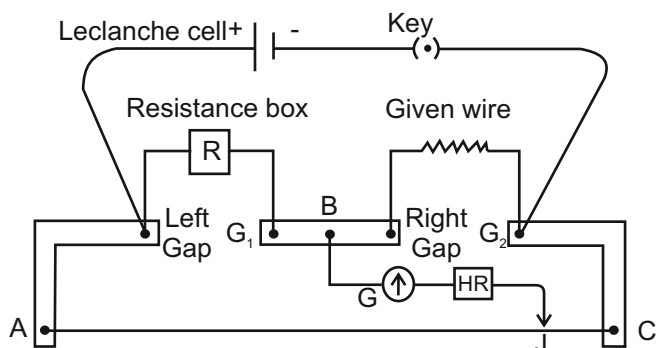 Leclanche cell+ - Key
Resistance box Given wire
R
B
Left
Gap
G₁
Right
Gap
G₂
G HR
A C